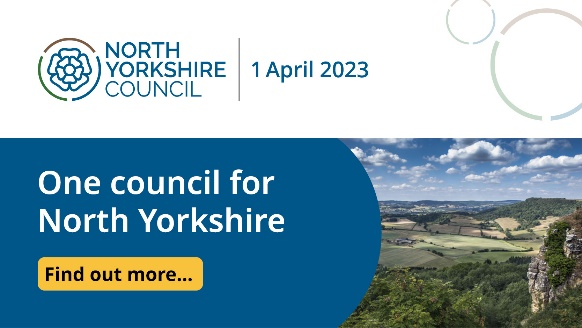 NORTH
YORKSHIRE
COUNCIL
1 April 2023
One council for
North Yorkshire
Find out more...